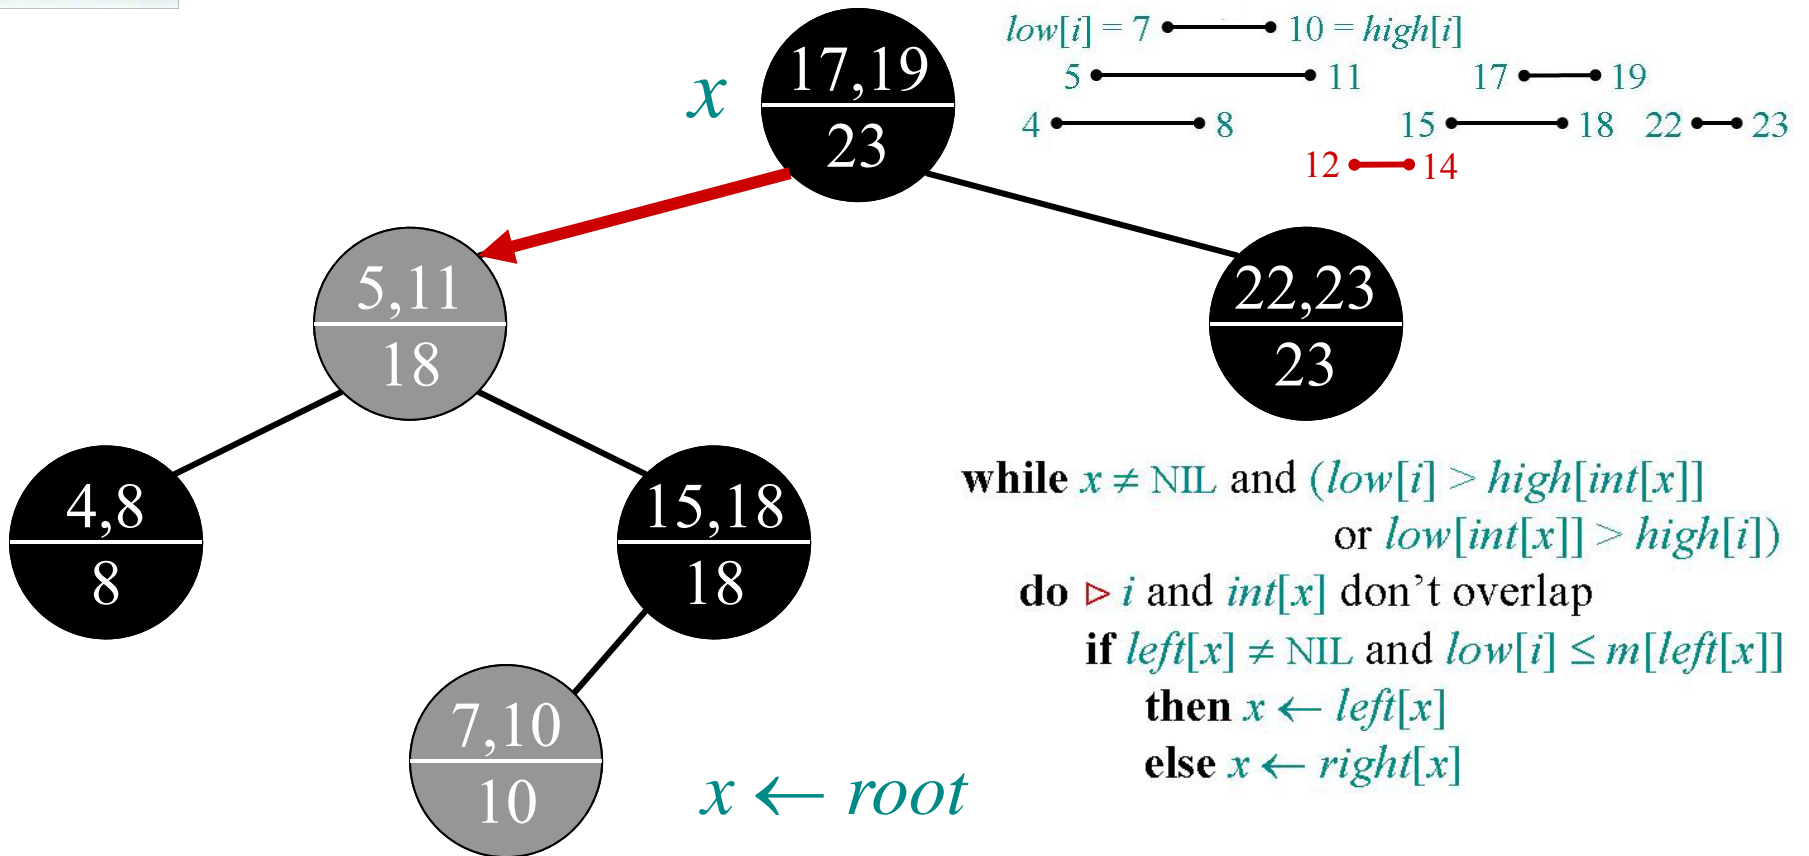 low[i] = 7 10 = high[i]
5 11 17 19
4 8 15 18 22 23
12 14
x
17,19
23
5,11
18
22,23
23
4,8
8
15,18
18
7,10
10
x ← root
while x ≠ NIL and (low[i] > high[int[x]]
or low[int[x]] > high[i])
do ▷ i and int[x] don’t overlap
if left[x] ≠ NIL and low[i] ≤ m[left[x]]
then x ← left[x]
else x ← right[x]